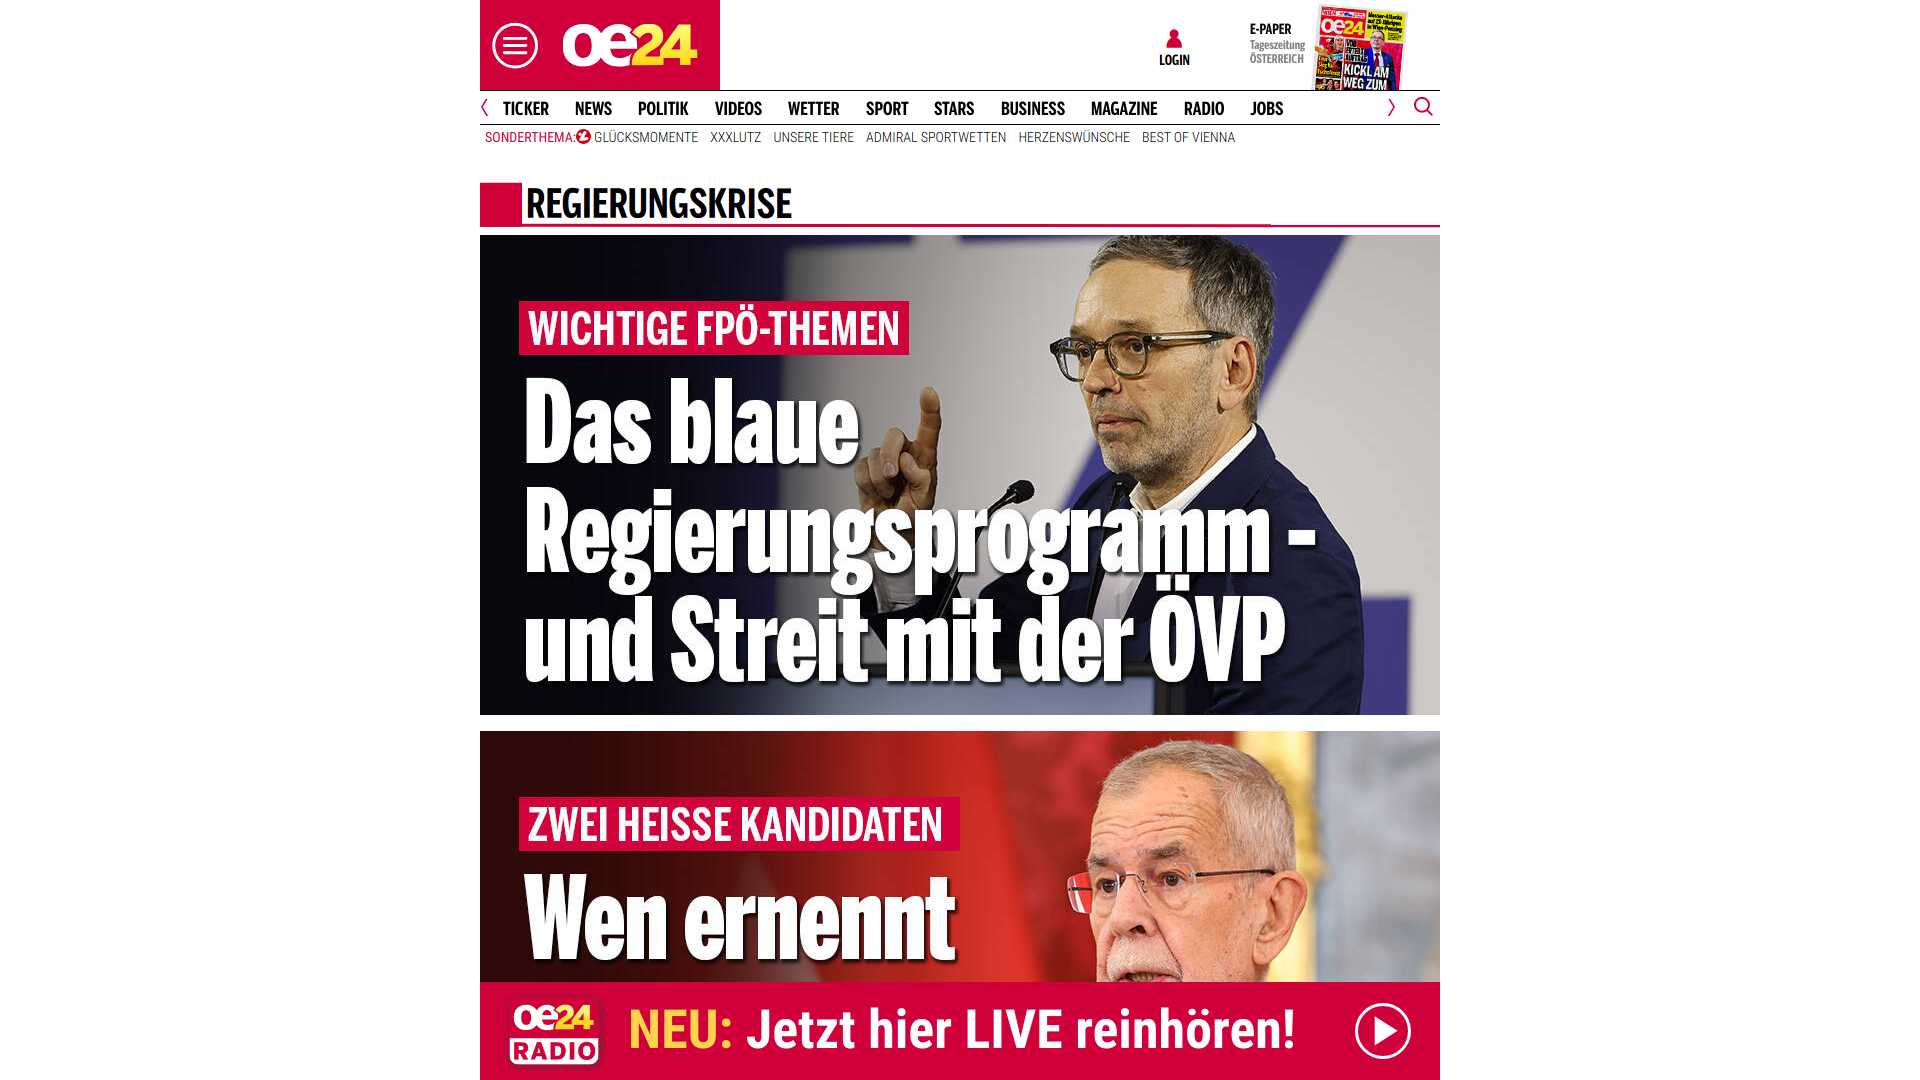 oe24
LOGIN
E-PAPER
Tageszeitung
ÖSTERREICH
oe24
KICKL AM
WEG ZUM
TICKER NEWS POLITIK VIDEOS WETTER SPORT STARS BUSINESS MAGAZINE RADIO JOBS
SONDERTHEMA: GLÜCKSMOMENTE XXXLUTZ UNSERE TIERE ADMIRAL SPORTWETTEN HERZENSWÜNSCHE BEST OF VIENNA
REGIERUNGSKRISE
WICHTIGE FPÖ-THEMEN
Das blaue
Regierungsprogramm -
und Streit mit der ÖVP
ZWEI HEISSE KANDIDATEN
Wen ernennt
oe24
RADIO
NEU: Jetzt hier LIVE reinhören!